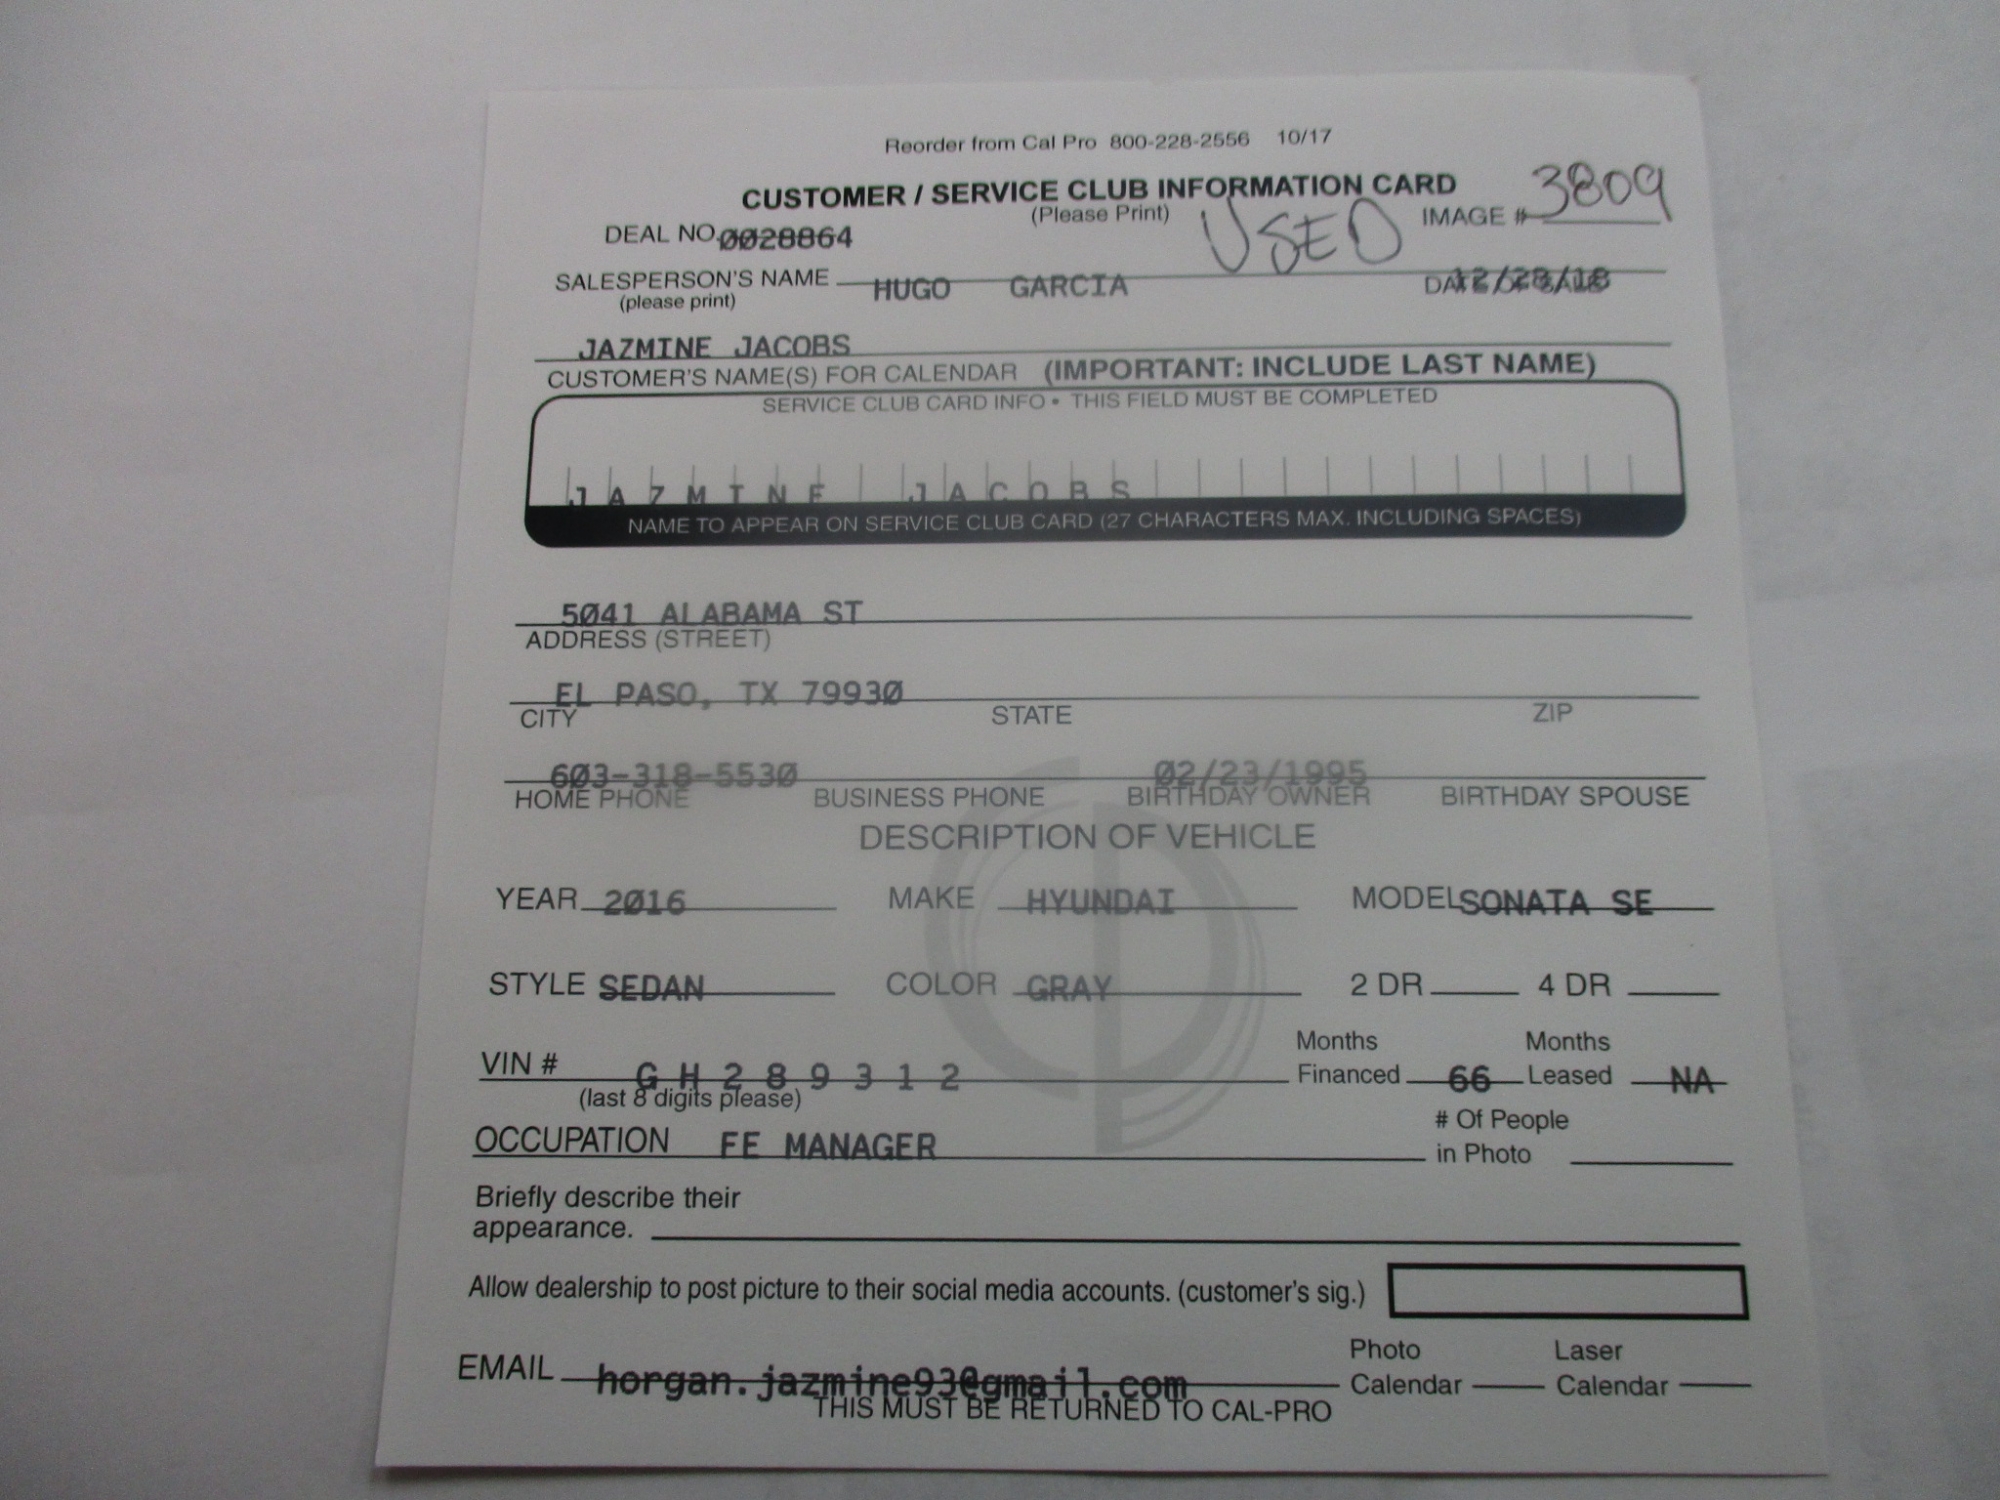 Reorder from Cal Pro 800-228-2556 10/17
CUSTOMER / SERVICE CLUB INFORMATION CARD
(Please Print) USED IMAGE # 3809
DEAL NO. 0028864
SALESPERSON'S NAME HUGO GARCIA 12/28/18
(please print)
JAZMINE JACOBS
CUSTOMER'S NAME(S) FOR CALENDAR (IMPORTANT: INCLUDE LAST NAME)
SERVICE CLUB CARD INFO • THIS FIELD MUST BE COMPLETED
JAZMINE JACOBS
NAME TO APPEAR ON SERVICE CLUB CARD (27 CHARACTERS MAX. INCLUDING SPACES)
5041 ALABAMA ST
ADDRESS (STREET)
EL PASO, TX 79930
CITY STATE ZIP
603-318-5530 02/23/1995
HOME PHONE BUSINESS PHONE BIRTHDAY OWNER BIRTHDAY SPOUSE
DESCRIPTION OF VEHICLE
YEAR 2016 MAKE HYUNDAI MODEL SONATA SE
STYLE SEDAN COLOR GRAY 2 DR 4 DR
Months Months
VIN # GH289312 Financed 66 Leased NA
(last 8 digits please)
# Of People
OCCUPATION FE MANAGER in Photo
Briefly describe their
appearance.
Allow dealership to post picture to their social media accounts. (customer's sig.)
Photo Laser
EMAIL horgan.jazmine93@gmail.com Calendar Calendar
THIS MUST BE RETURNED TO CAL-PRO